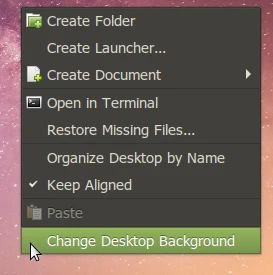 Create Folder
Create Launcher...
Create Document
Open in Terminal
Restore Missing Files...
Organize Desktop by Name
Keep Aligned
Paste
Change Desktop Background